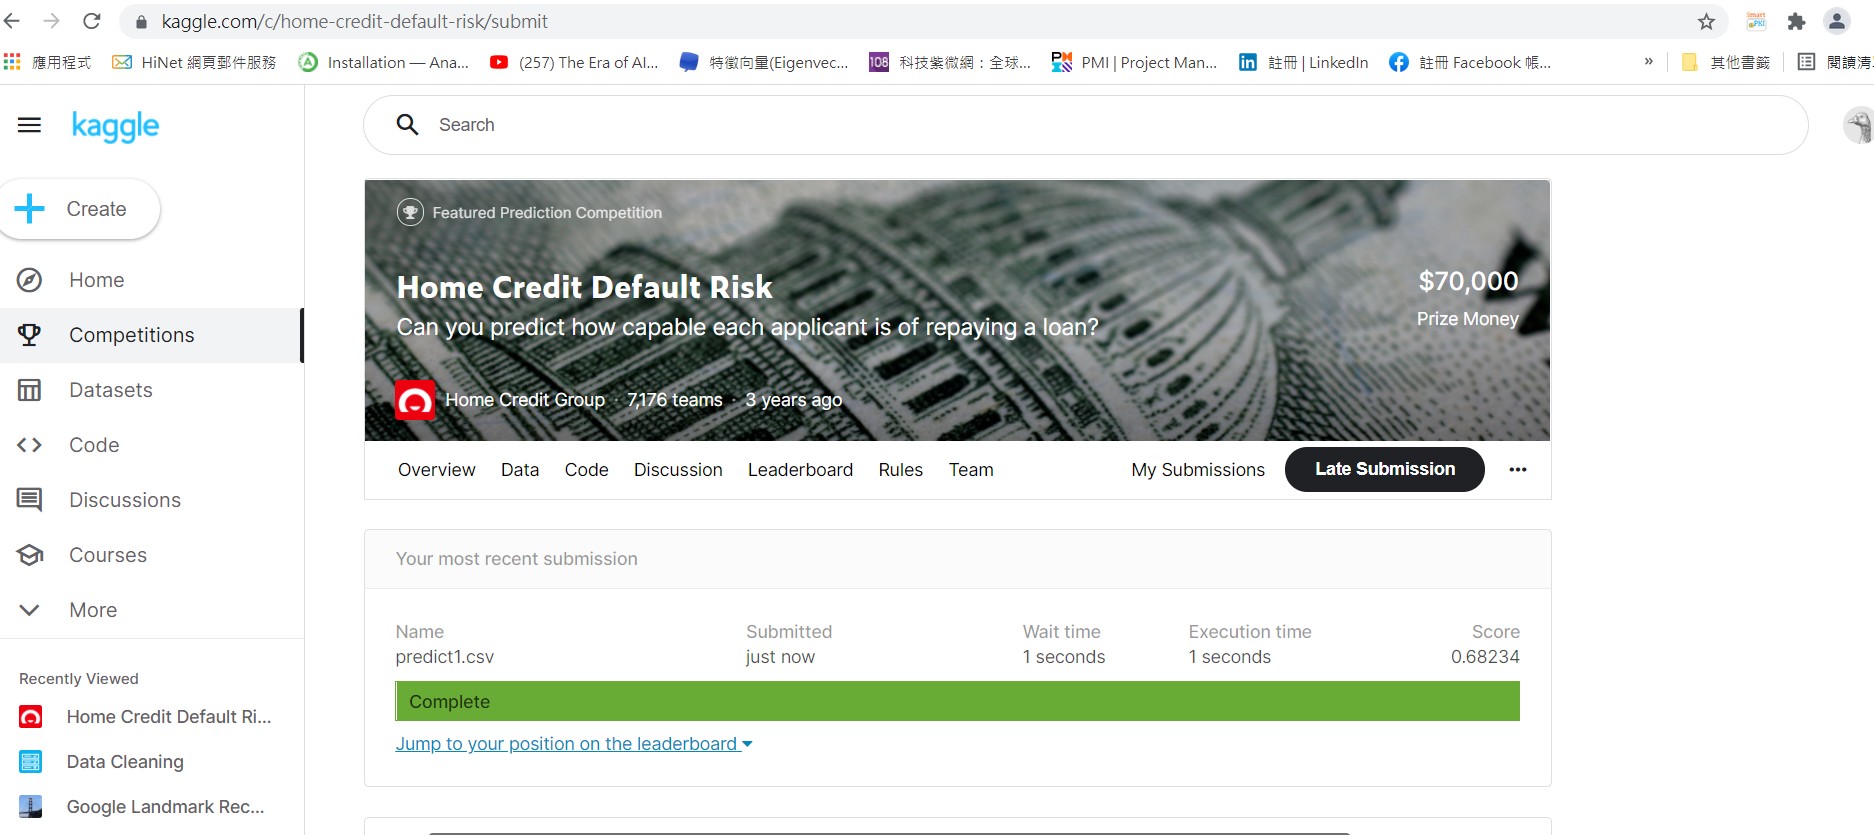 kaggle.com/c/home-credit-default-risk/submit
應用程式 HiNet 網頁郵件服務 Installation — Ana... (257) The Era of AI... 特徵向量(Eigenvec... 108 科技紫微網：全球... PMI | Project Man... 註冊 | LinkedIn 註冊 Facebook 帳... » 其他書籤 閱讀清
kaggle
Search
Create
Home
Competitions
Datasets
Code
Discussions
Courses
More
Recently Viewed
Home Credit Default Ri...
Data Cleaning
Google Landmark Rec...
Featured Prediction Competition
Home Credit Default Risk
Can you predict how capable each applicant is of repaying a loan?
$70,000
Prize Money
Home Credit Group · 7,176 teams · 3 years ago
Overview Data Code Discussion Leaderboard Rules Team My Submissions Late Submission
Your most recent submission
Name Submitted Wait time Execution time Score
predict1.csv just now 1 seconds 1 seconds 0.68234
Complete
Jump to your position on the leaderboard